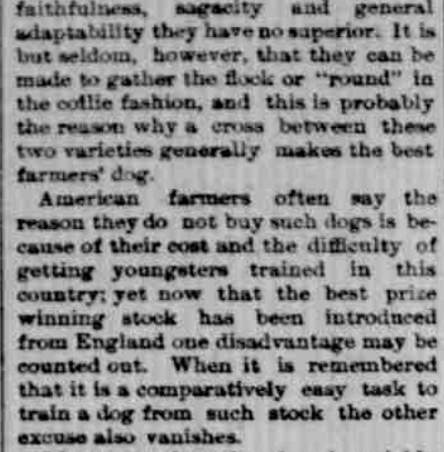 faithfulness, sagacity and general
adaptability they have no superior. It is
but seldom, however, that they can be
made to gather the flock or "round" in
the collie fashion, and this is probably
the reason why a cross between these
two varieties generally makes the best
farmers' dog.
American farmers often say the
reason they do not buy such dogs is be-
cause of their cost and the difficulty of
getting youngsters trained in this
country; yet now that the best prize
winning stock has been introduced
from England one disadvantage may be
counted out. When it is remembered
that it is a comparatively easy task to
train a dog from such stock the other
excuse also vanishes.